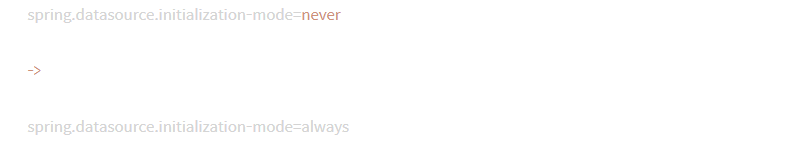 spring.datasource.initialization-mode=never
->
spring.datasource.initialization-mode=always